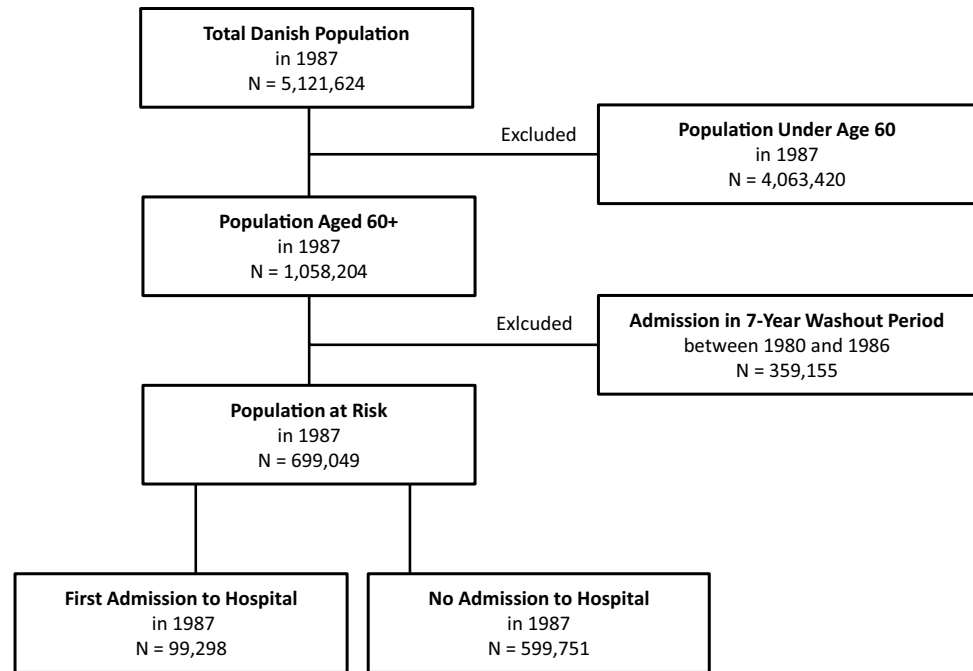 Total Danish Population
in 1987
N = 5,121,624
Excluded
Population Under Age 60
in 1987
N = 4,063,420
Population Aged 60+
in 1987
N = 1,058,204
Exlcuded
Admission in 7-Year Washout Period
between 1980 and 1986
N = 359,155
Population at Risk
in 1987
N = 699,049
First Admission to Hospital
in 1987
N = 99,298
No Admission to Hospital
in 1987
N = 599,751